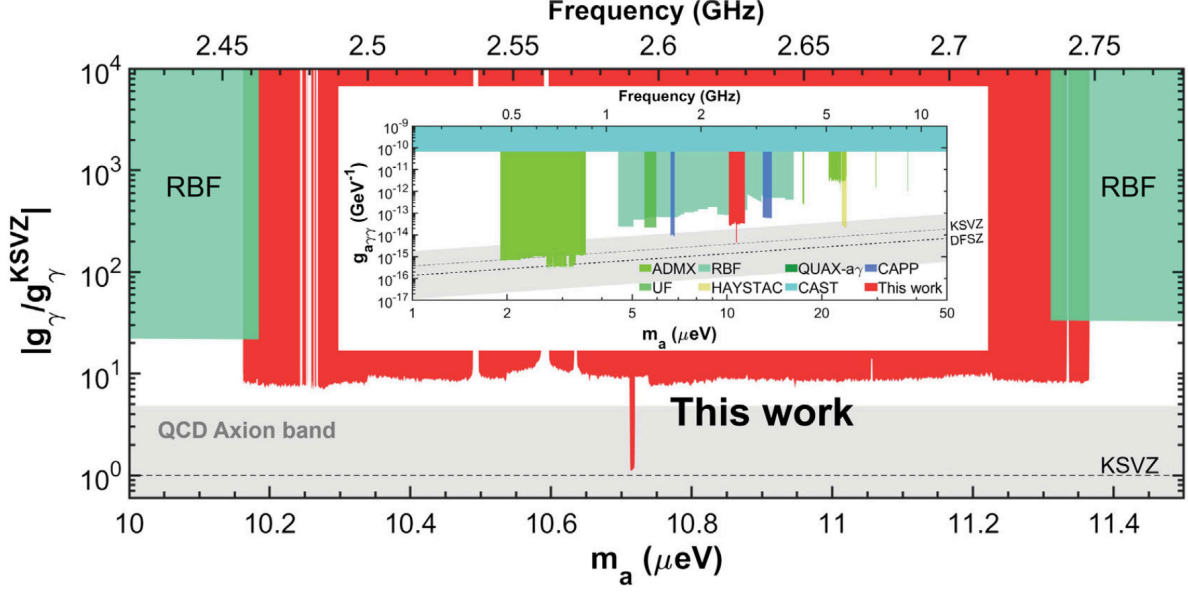 Frequency (GHz)
2.45 2.5 2.55 2.6 2.65 2.7 2.75
|g_γ/g_γ^KSVZ|
10^4
10^3
10^2
10^1
10^0
RBF
RBF
Frequency (GHz)
0.5 1 2 5 10
g_aγγ (GeV^-1)
10^-9
10^-10
10^-11
10^-12
10^-13
10^-14
10^-15
10^-16
10^-17
KSVZ
DFSZ
ADMX RBF QUAX-aγ CAPP
UF HAYSTAC CAST This work
1 2 5 10 20 50
m_a (μeV)
This work
QCD Axion band
KSVZ
10 10.2 10.4 10.6 10.8 11 11.2 11.4
m_a (μeV)